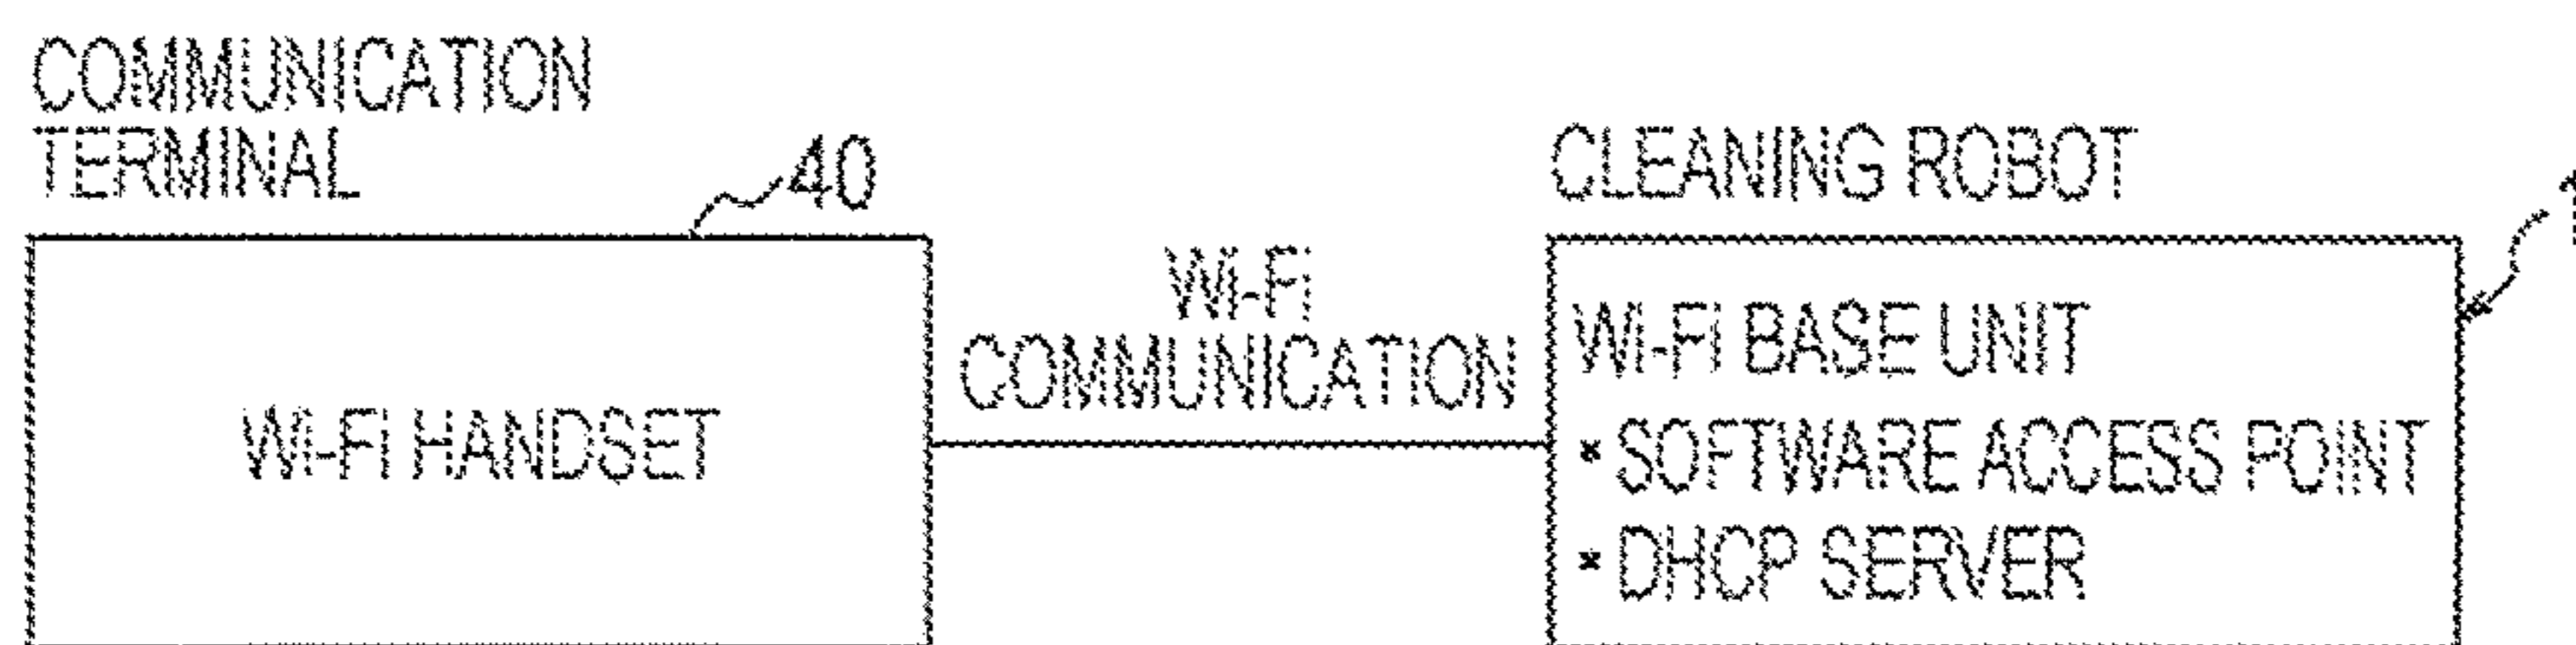 COMMUNICATION
TERMINAL
40
CLEANING ROBOT
Wi-Fi
COMMUNICATION
WI-FI HANDSET
WI-FI BASE UNIT
* SOFTWARE ACCESS POINT
* DHCP SERVER